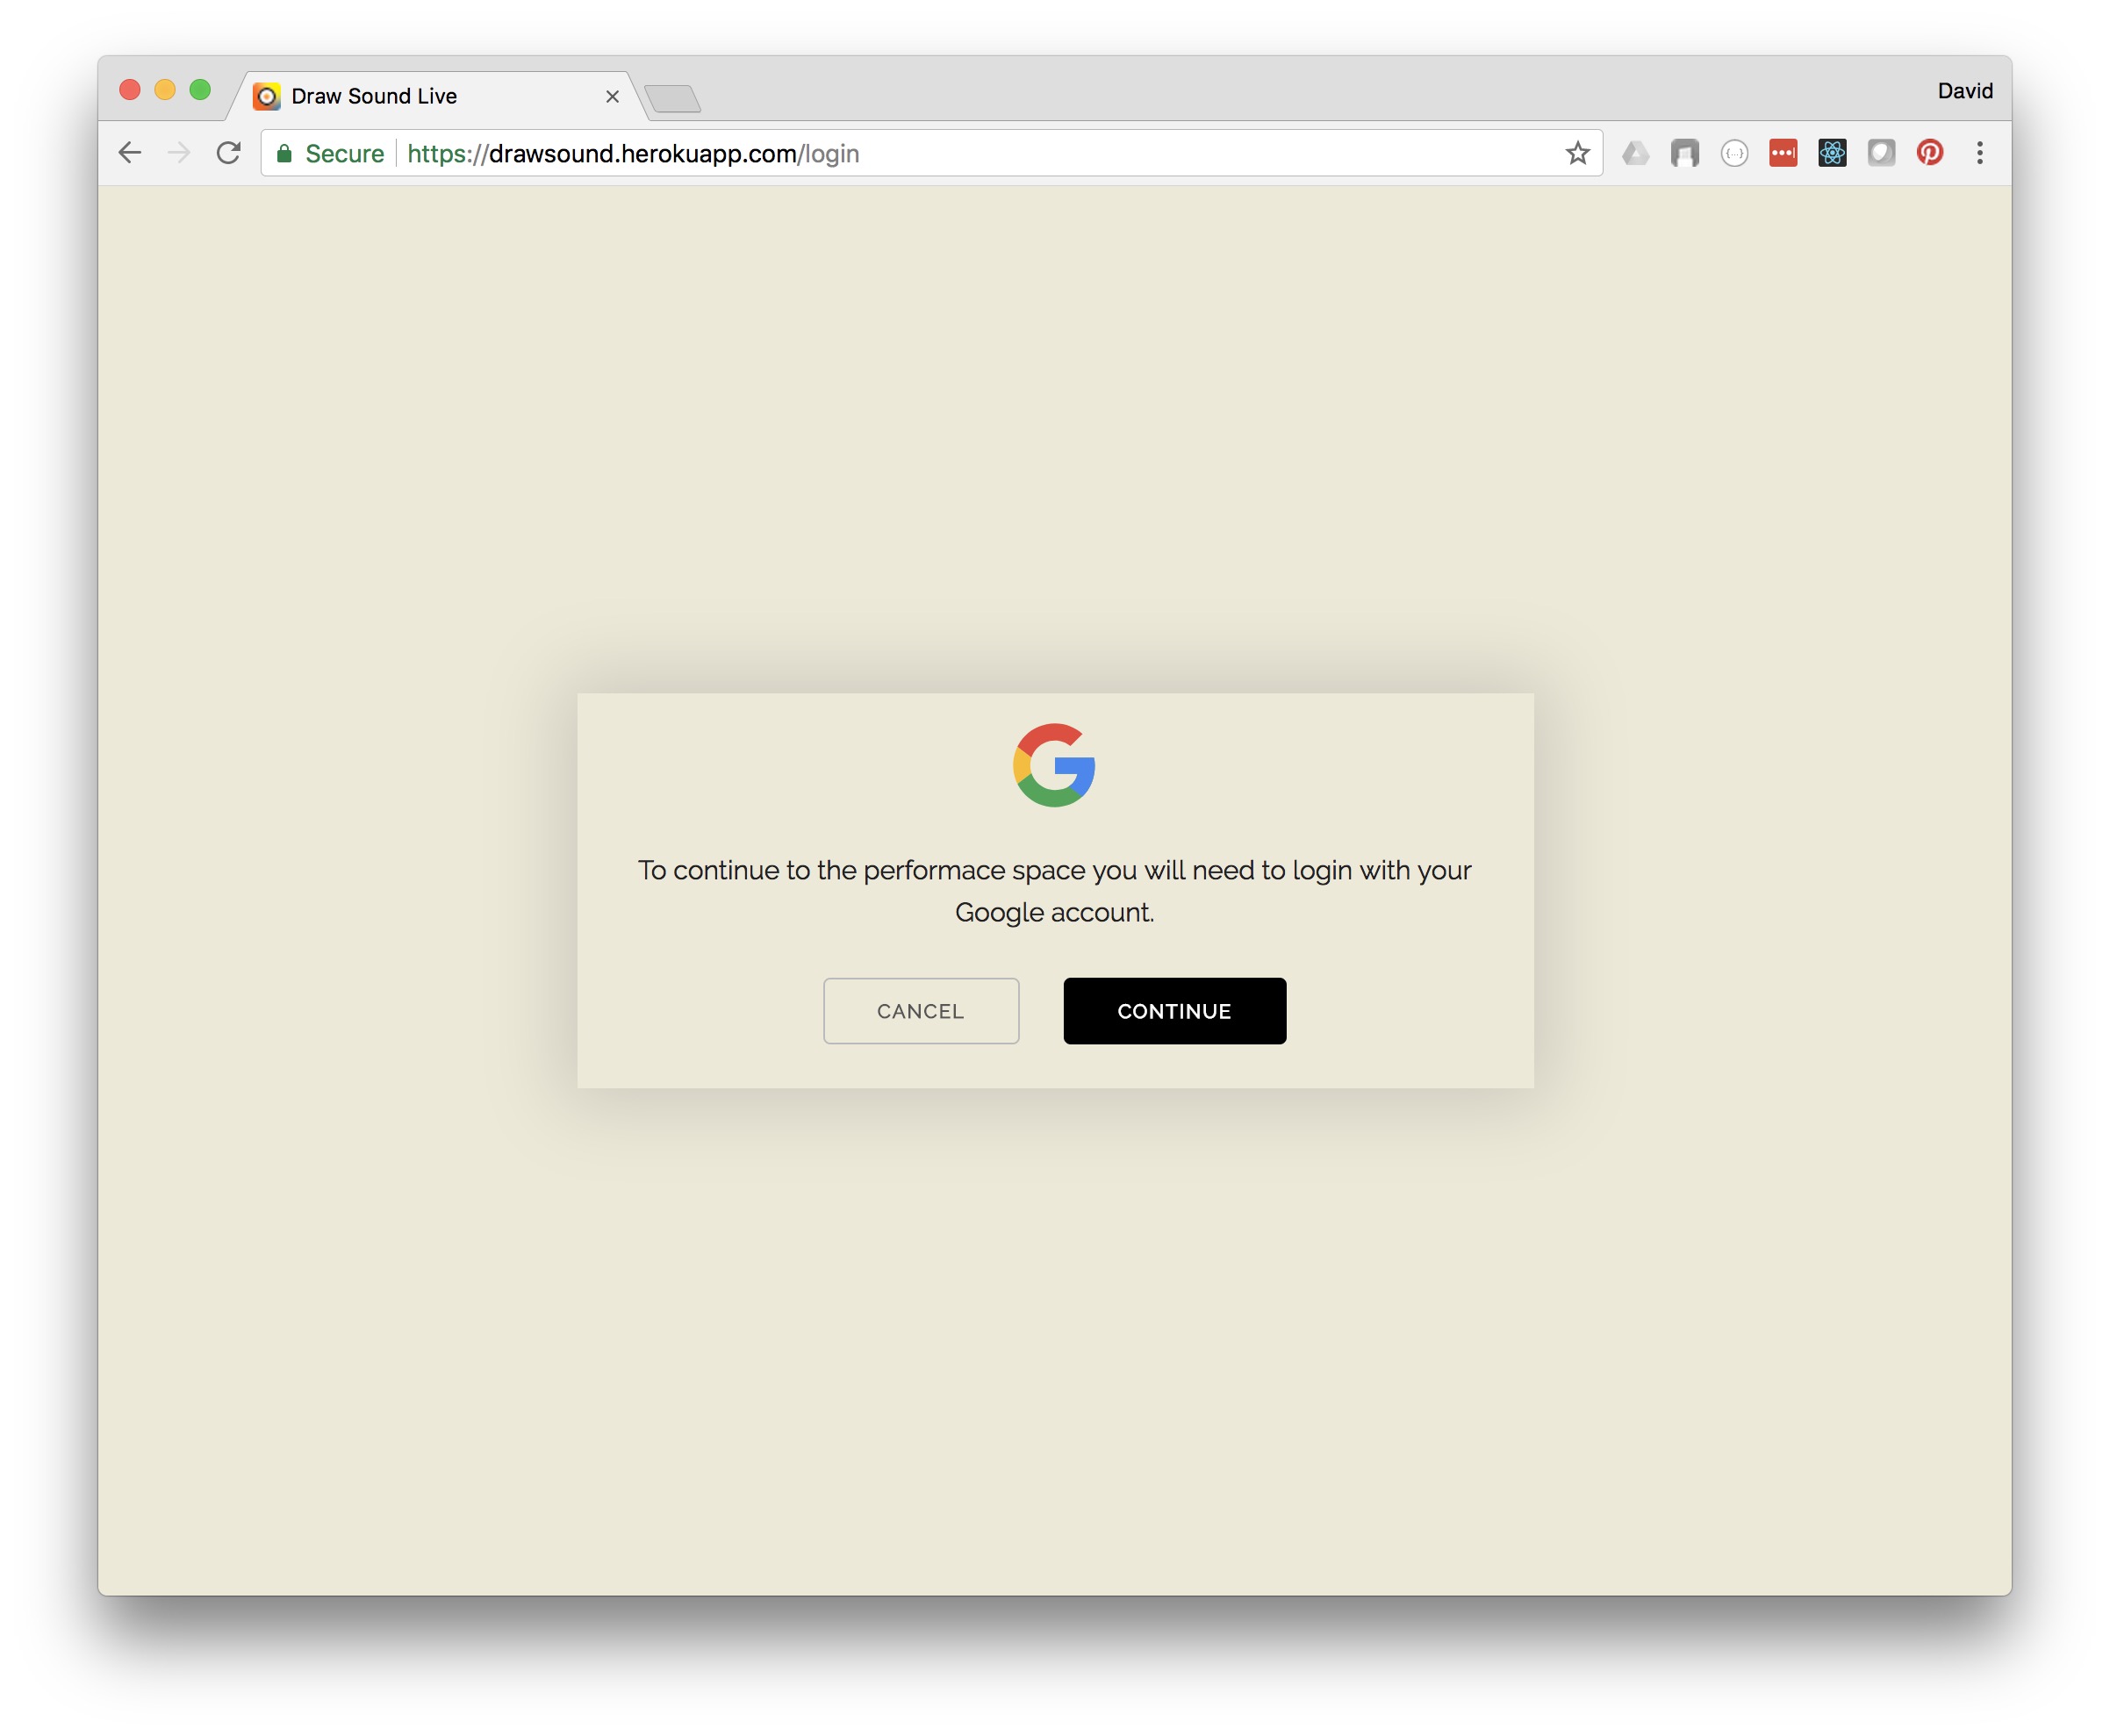 Draw Sound Live
David
Secure https://drawsound.herokuapp.com/login
To continue to the performace space you will need to login with your
Google account.
CANCEL CONTINUE